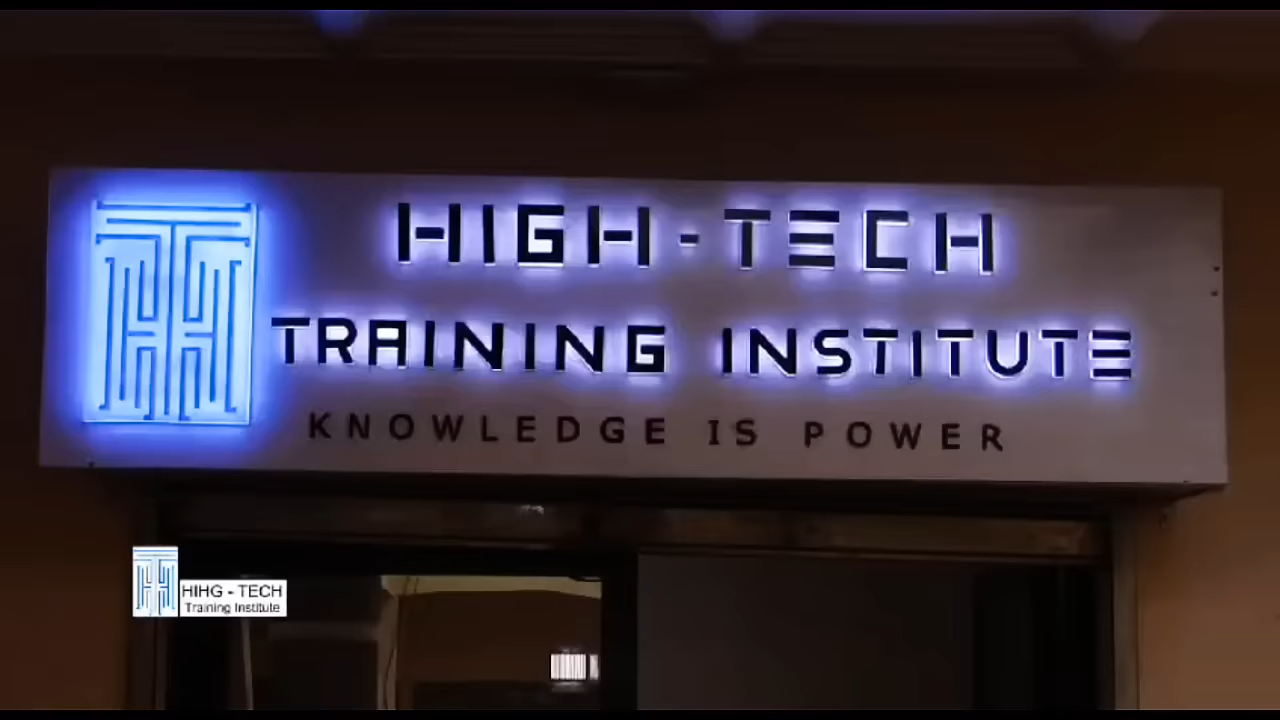 HIGH-TECH
TRAINING INSTITUTE
KNOWLEDGE IS POWER
HIHG - TECH
Training Institute